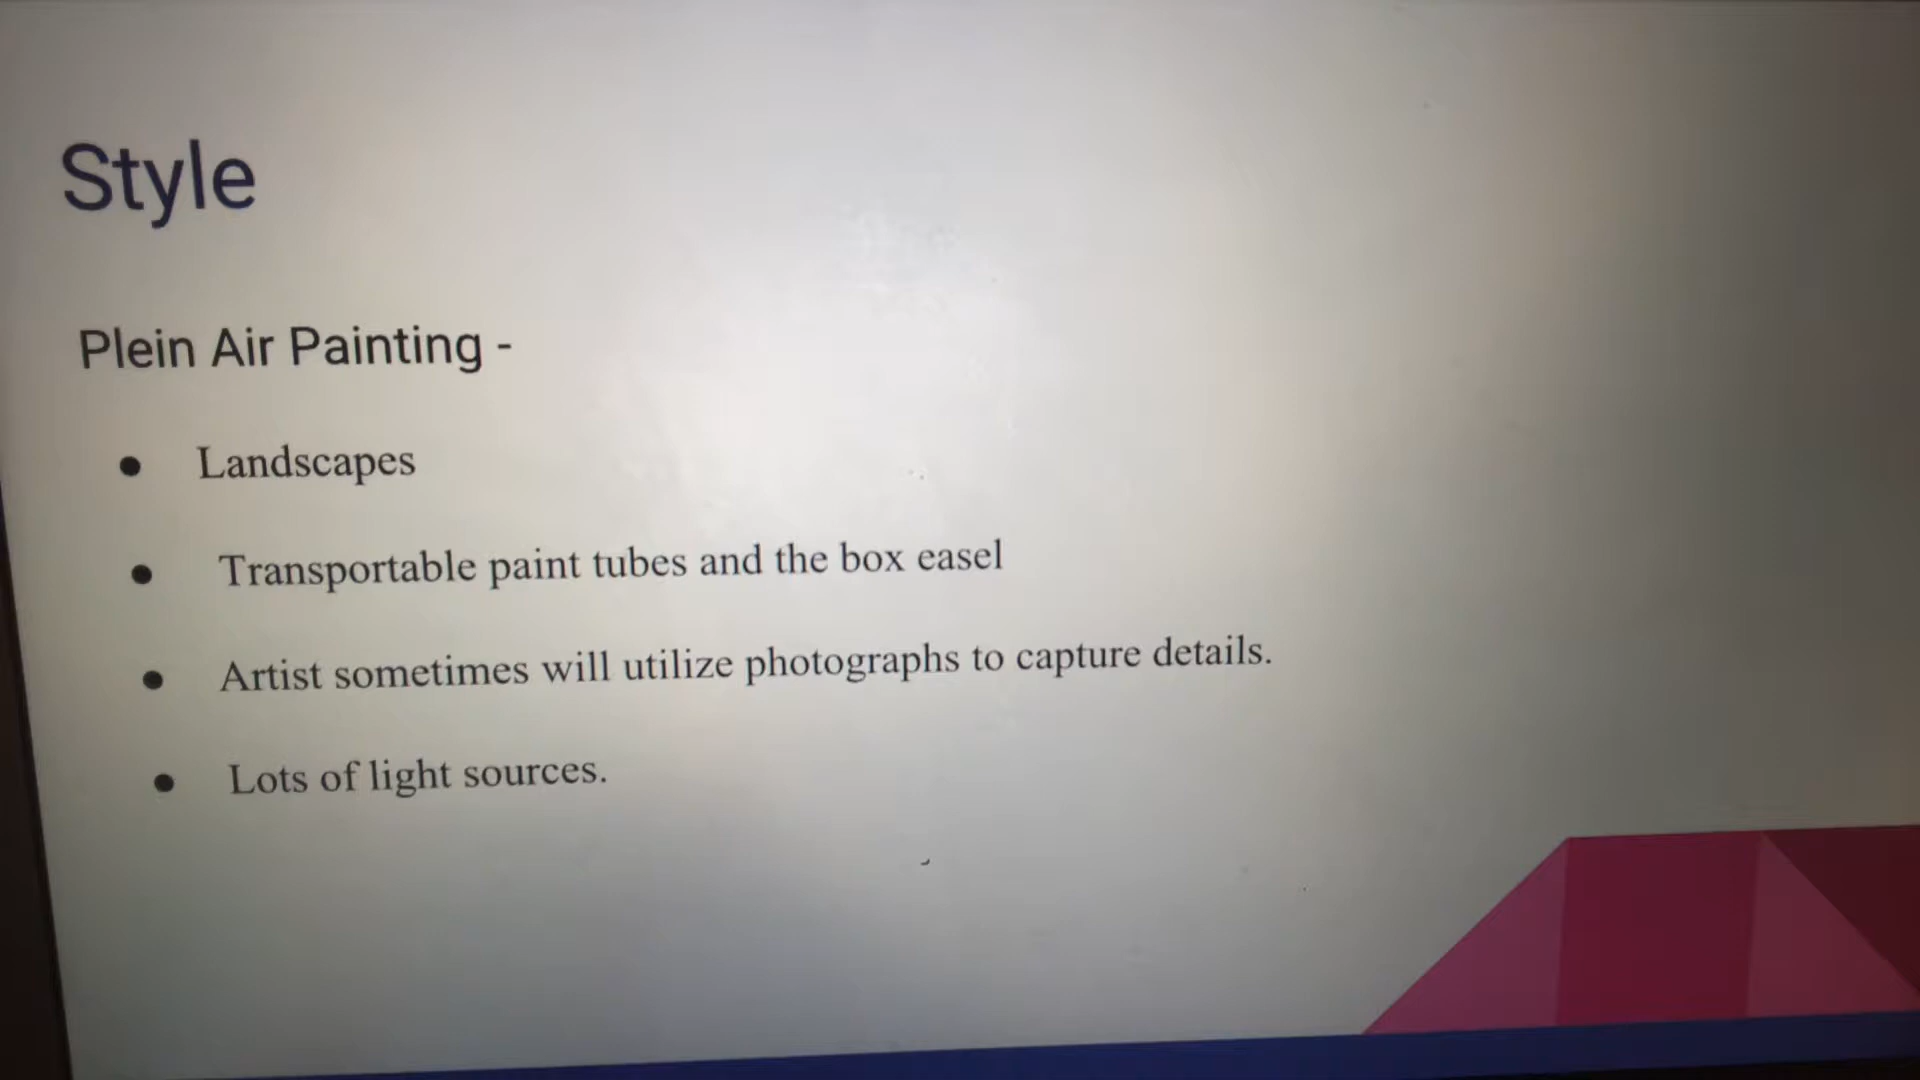 Style
Plein Air Painting -
● Landscapes
● Transportable paint tubes and the box easel
● Artist sometimes will utilize photographs to capture details.
● Lots of light sources.